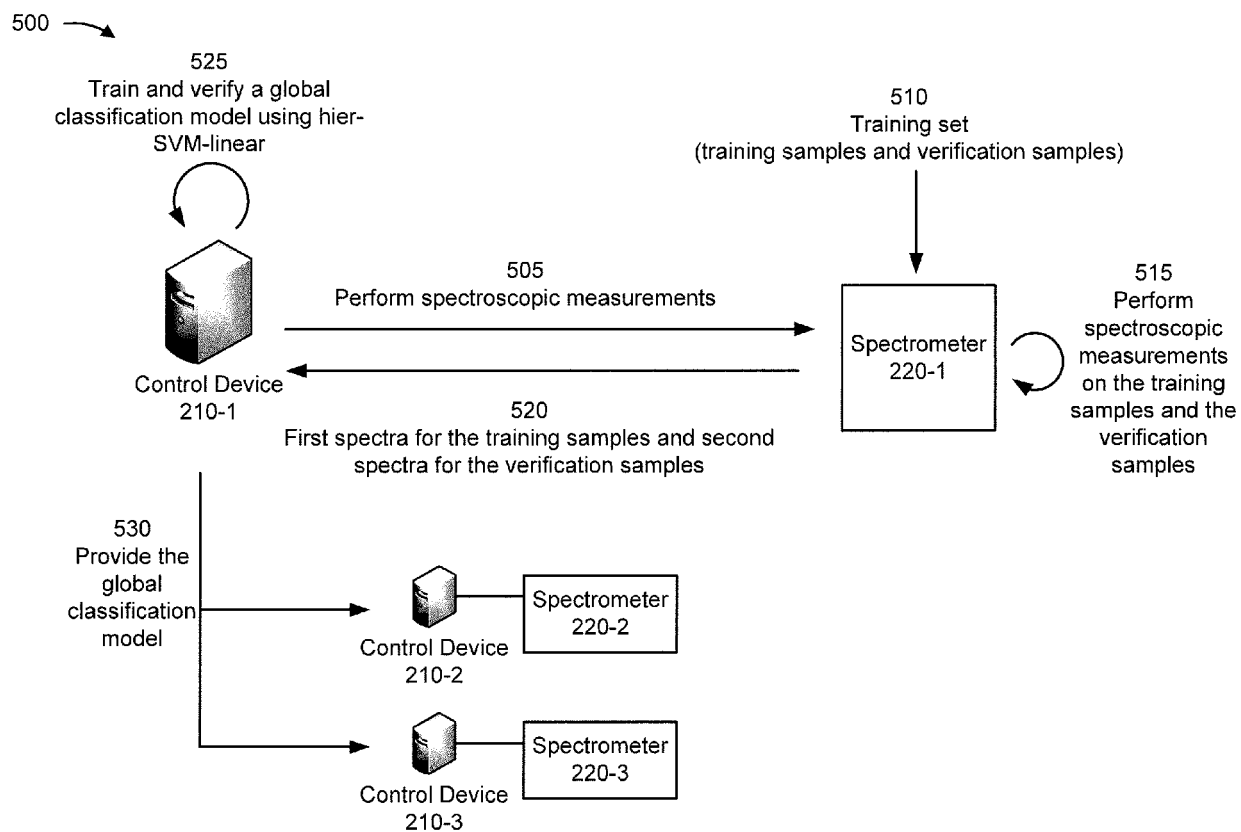 500
525
Train and verify a global
classification model using hier-
SVM-linear
510
Training set
(training samples and verification samples)
505
Perform spectroscopic measurements
515
Perform
spectroscopic
measurements
on the training
samples and the
verification
samples
Spectrometer
220-1
Control Device
210-1
520
First spectra for the training samples and second
spectra for the verification samples
530
Provide the
global
classification
model
Spectrometer
220-2
Control Device
210-2
Spectrometer
220-3
Control Device
210-3